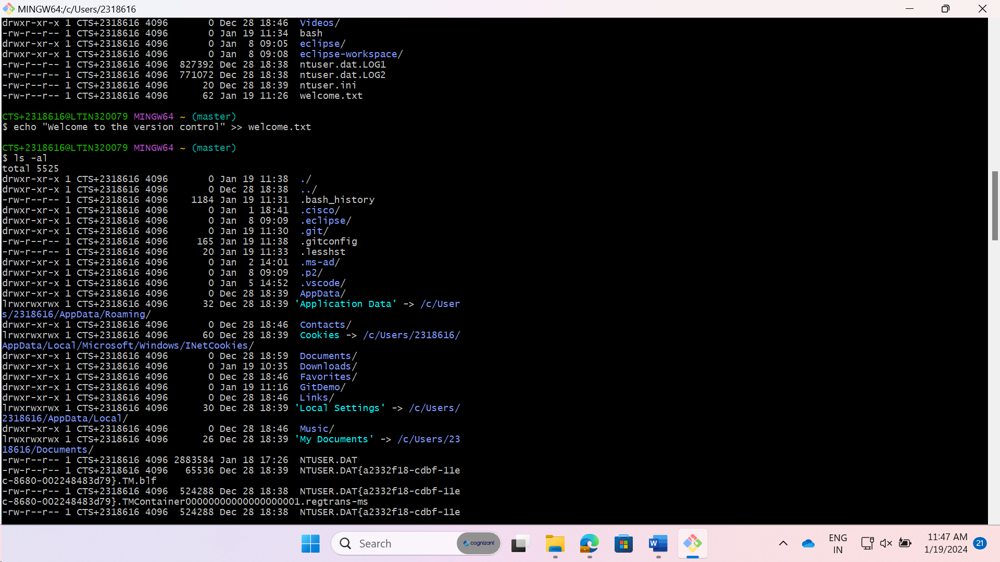 MINGW64:/c/Users/2318616
drwxr-xr-x 1 CTS+2318616 4096       0 Dec 28 18:46  Videos/
-rw-r--r-- 1 CTS+2318616 4096       0 Jan 19 11:34  bash
drwxr-xr-x 1 CTS+2318616 4096       0 Jan  8 09:05  eclipse/
drwxr-xr-x 1 CTS+2318616 4096       0 Jan  8 09:08  eclipse-workspace/
-rw-r--r-- 1 CTS+2318616 4096  827392 Dec 28 18:38  ntuser.dat.LOG1
-rw-r--r-- 1 CTS+2318616 4096  771072 Dec 28 18:38  ntuser.dat.LOG2
-rw-r--r-- 1 CTS+2318616 4096      20 Dec 28 18:39  ntuser.ini
-rw-r--r-- 1 CTS+2318616 4096      62 Jan 19 11:26  welcome.txt
CTS+2318616@LTIN320079 MINGW64 ~ (master)
$ echo "Welcome to the version control" >> welcome.txt
CTS+2318616@LTIN320079 MINGW64 ~ (master)
$ ls -al
total 5525
drwxr-xr-x 1 CTS+2318616 4096       0 Jan 19 11:38  ./
drwxr-xr-x 1 CTS+2318616 4096       0 Dec 28 18:38  ../
-rw-r--r-- 1 CTS+2318616 4096    1184 Jan 19 11:31  .bash_history
drwxr-xr-x 1 CTS+2318616 4096       0 Jan  1 18:41  .cisco/
drwxr-xr-x 1 CTS+2318616 4096       0 Jan  8 09:09  .eclipse/
drwxr-xr-x 1 CTS+2318616 4096       0 Jan 19 11:30  .git/
-rw-r--r-- 1 CTS+2318616 4096     165 Jan 19 11:38  .gitconfig
-rw-r--r-- 1 CTS+2318616 4096      20 Jan 19 11:33  .lesshst
drwxr-xr-x 1 CTS+2318616 4096       0 Jan  2 14:01  .ms-ad/
drwxr-xr-x 1 CTS+2318616 4096       0 Jan  8 09:09  .p2/
drwxr-xr-x 1 CTS+2318616 4096       0 Jan  5 14:52  .vscode/
drwxr-xr-x 1 CTS+2318616 4096       0 Dec 28 18:39  AppData/
lrwxrwxrwx 1 CTS+2318616 4096      32 Dec 28 18:39 'Application Data' -> /c/User
s/2318616/AppData/Roaming/
drwxr-xr-x 1 CTS+2318616 4096       0 Dec 28 18:46  Contacts/
lrwxrwxrwx 1 CTS+2318616 4096      60 Dec 28 18:39  Cookies -> /c/Users/2318616/
AppData/Local/Microsoft/Windows/INetCookies/
drwxr-xr-x 1 CTS+2318616 4096       0 Dec 28 18:59  Documents/
drwxr-xr-x 1 CTS+2318616 4096       0 Jan 19 10:35  Downloads/
drwxr-xr-x 1 CTS+2318616 4096       0 Dec 28 18:46  Favorites/
drwxr-xr-x 1 CTS+2318616 4096       0 Jan 19 11:16  GitDemo/
drwxr-xr-x 1 CTS+2318616 4096       0 Dec 28 18:46  Links/
lrwxrwxrwx 1 CTS+2318616 4096      30 Dec 28 18:39 'Local Settings' -> /c/Users/
2318616/AppData/Local/
drwxr-xr-x 1 CTS+2318616 4096       0 Dec 28 18:46  Music/
lrwxrwxrwx 1 CTS+2318616 4096      26 Dec 28 18:39 'My Documents' -> /c/Users/23
18616/Documents/
-rw-r--r-- 1 CTS+2318616 4096 2883584 Jan 18 17:26  NTUSER.DAT
-rw-r--r-- 1 CTS+2318616 4096   65536 Dec 28 18:39  NTUSER.DAT{a2332f18-cdbf-11e
c-8680-002248483d79}.TM.blf
-rw-r--r-- 1 CTS+2318616 4096  524288 Dec 28 18:38  NTUSER.DAT{a2332f18-cdbf-11e
c-8680-002248483d79}.TMContainer00000000000000000001.regtrans-ms
-rw-r--r-- 1 CTS+2318616 4096  524288 Dec 28 18:38  NTUSER.DAT{a2332f18-cdbf-11e
Search
cognizant
W
ENG
IN
11:47 AM
1/19/2024
21